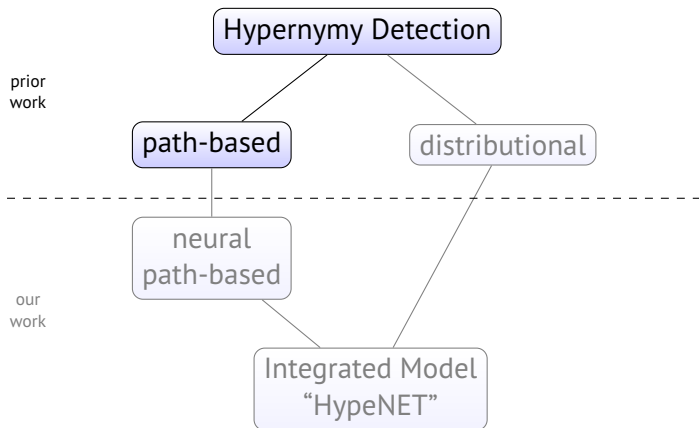 Hypernymy Detection
prior
work
path-based
distributional
neural
path-based
our
work
Integrated Model
“HypeNET”